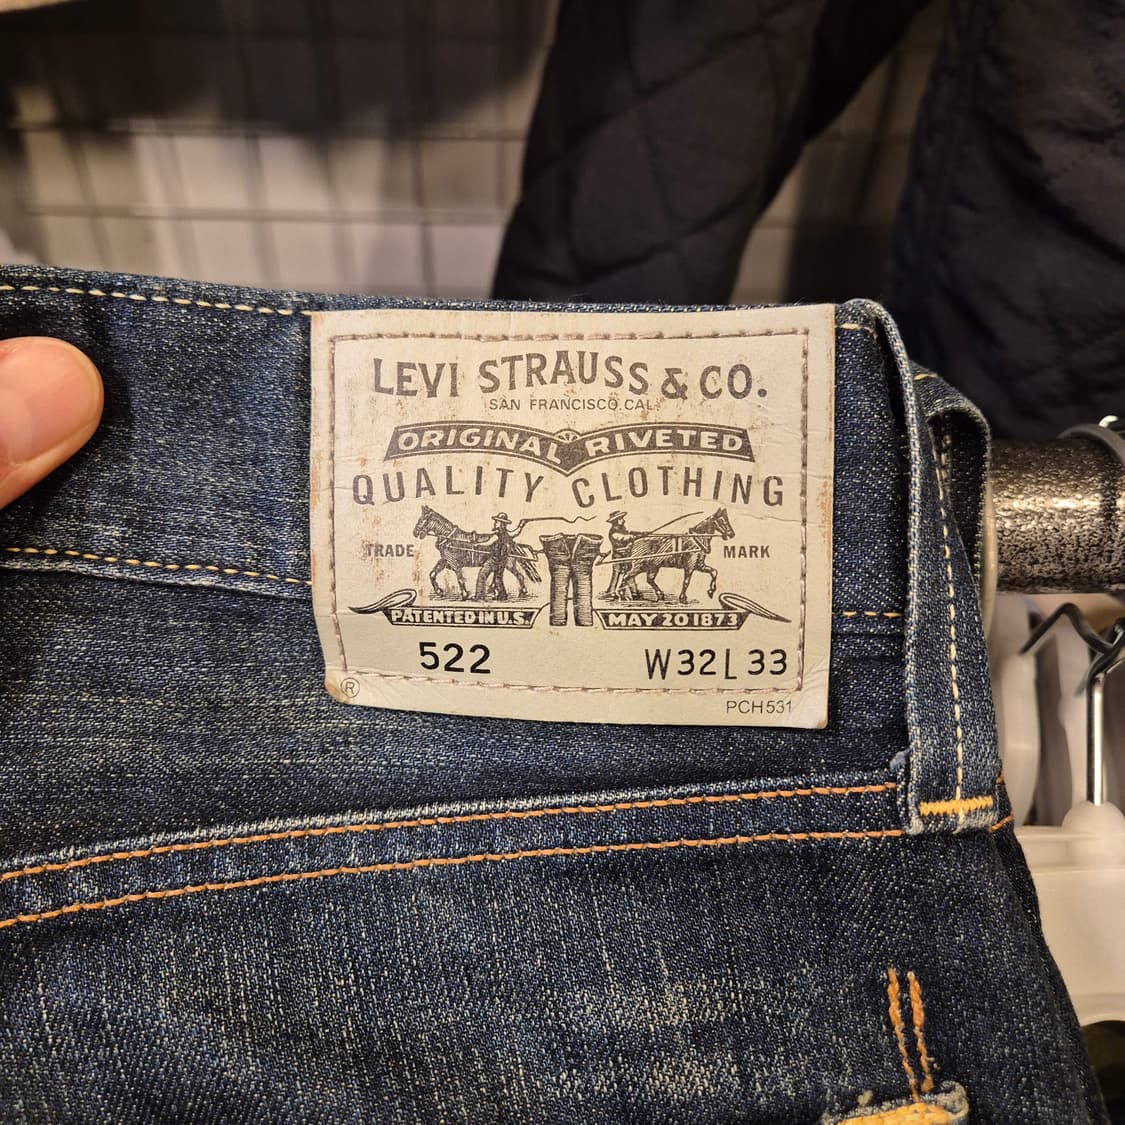 LEVI STRAUSS & CO.
SAN FRANCISCO, CAL.
ORIGINAL RIVETED
QUALITY CLOTHING
TRADE MARK
PATENTED IN U.S. MAY 20 1873
522 W32 L 33
®
PCH531